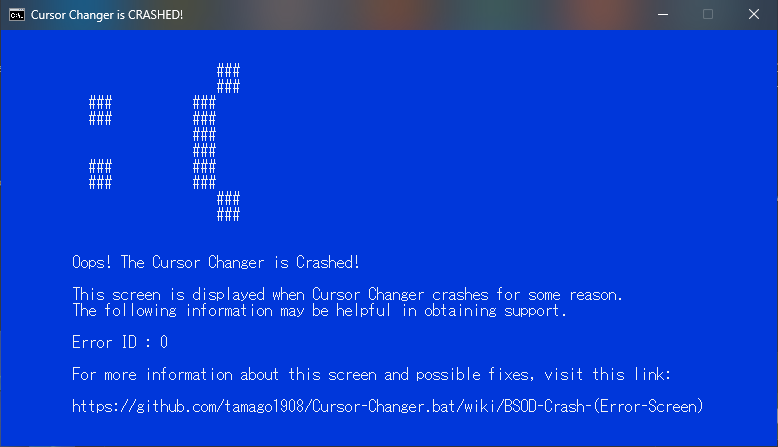 Cursor Changer is CRASHED!
###
###
### ###
### ###
###
###
### ###
### ###
###
###
Oops! The Cursor Changer is Crashed!
This screen is displayed when Cursor Changer crashes for some reason.
The following information may be helpful in obtaining support.
Error ID : 0
For more information about this screen and possible fixes, visit this link:
https://github.com/tamago1908/Cursor-Changer.bat/wiki/BSOD-Crash-(Error-Screen)